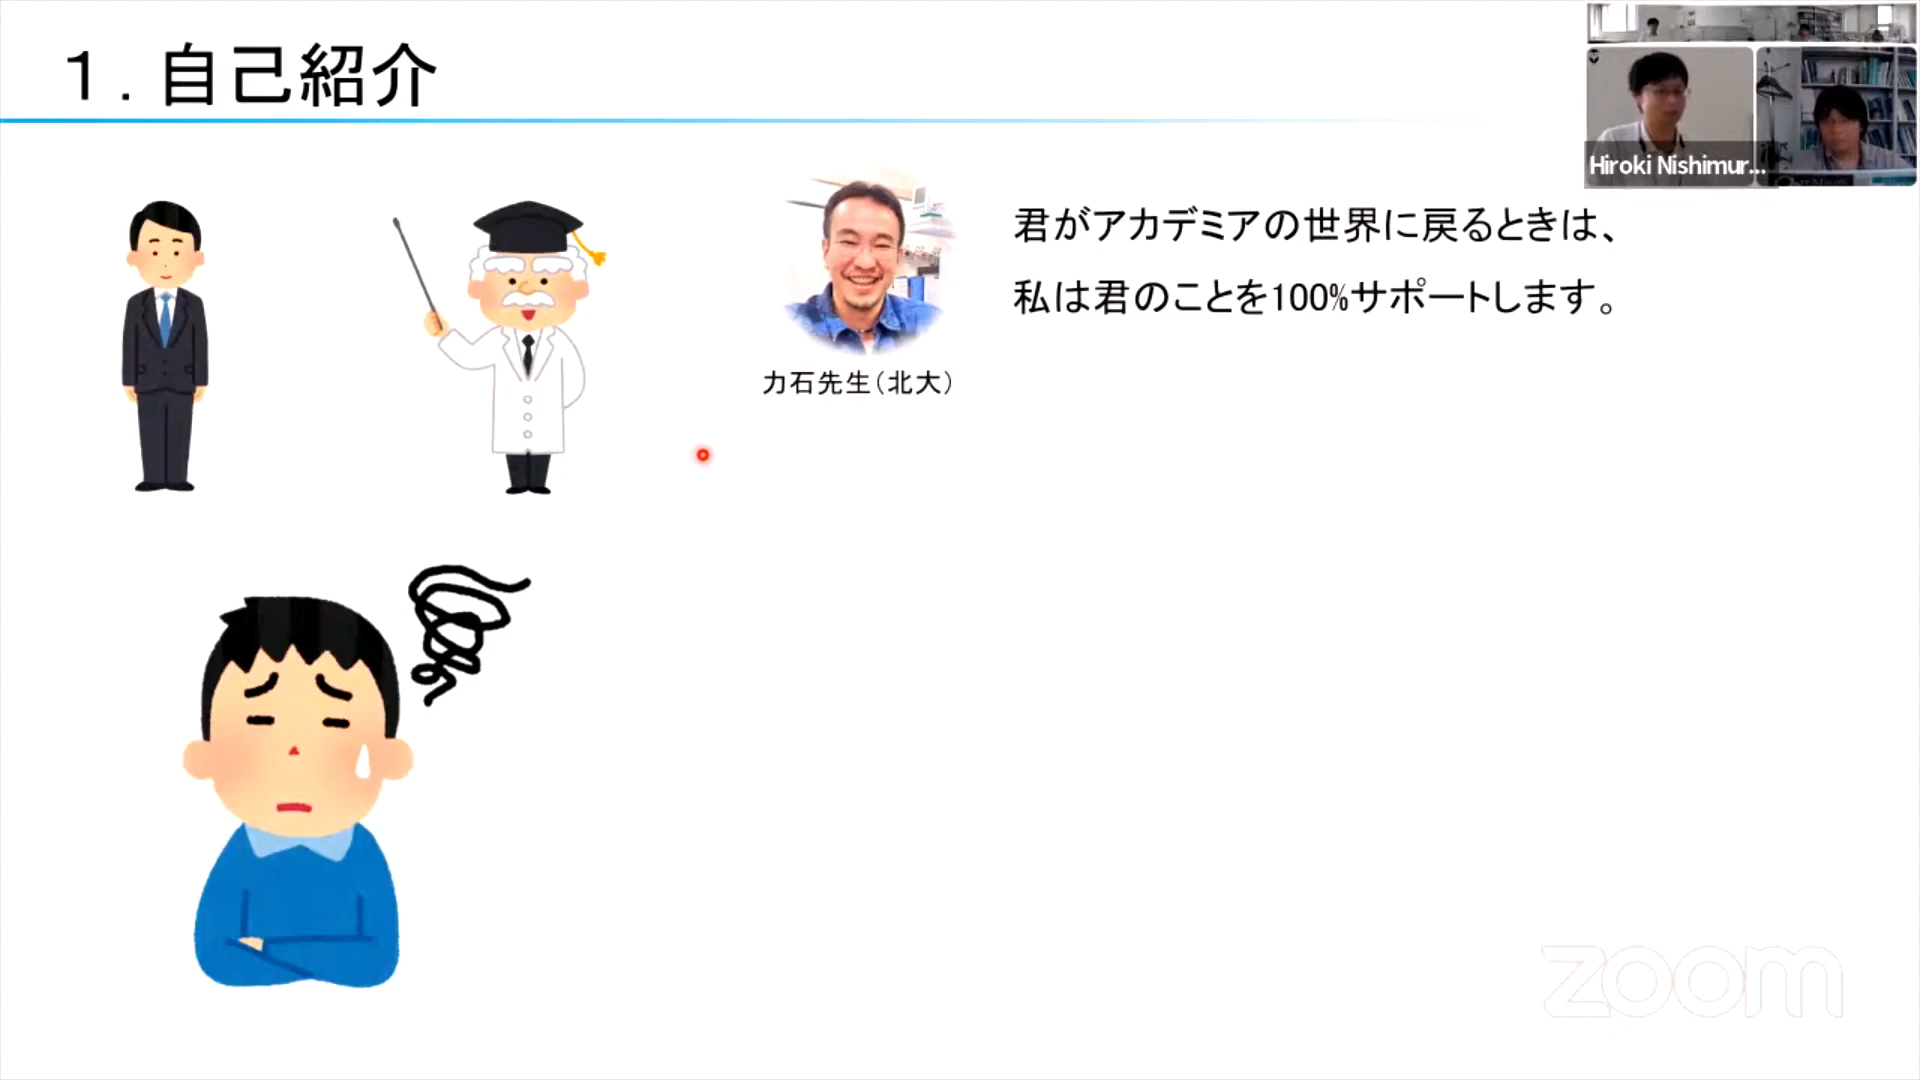 1．自己紹介
Hiroki Nishimur...
君がアカデミアの世界に戻るときは、
私は君のことを100%サポートします。
力石先生（北大）
zoom